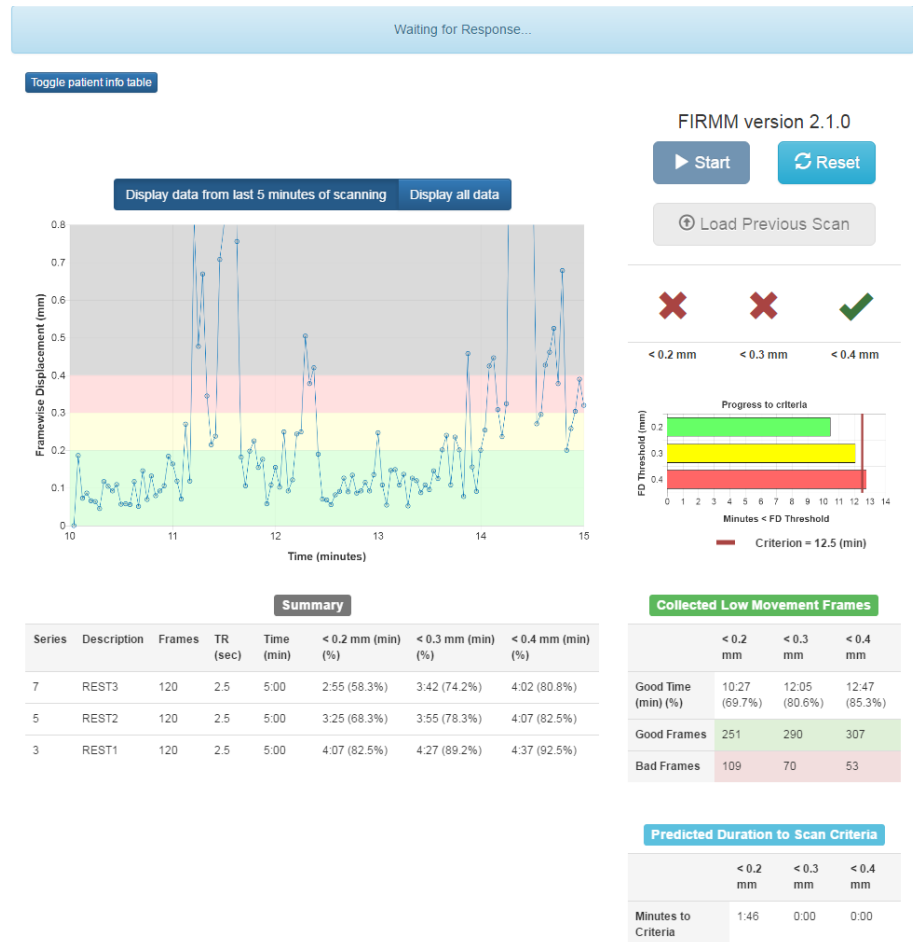 Waiting for Response...
Toggle patient info table
FIRMM version 2.1.0
Start
Reset
Load Previous Scan
Display data from last 5 minutes of scanning
Display all data
Framewise Displacement (mm)
0.8
0.7
0.6
0.5
0.4
0.3
0.2
0.1
0
10 11 12 13 14 15
Time (minutes)
< 0.2 mm < 0.3 mm < 0.4 mm
Progress to criteria
FD Threshold (mm)
0.2
0.3
0.4
0 1 2 3 4 5 6 7 8 9 10 11 12 13 14
Minutes < FD Threshold
Criterion = 12.5 (min)
Summary
Series Description Frames TR (sec) Time (min) < 0.2 mm (min) (%) < 0.3 mm (min) (%) < 0.4 mm (min) (%)
7 REST3 120 2.5 5:00 2:55 (58.3%) 3:42 (74.2%) 4:02 (80.8%)
5 REST2 120 2.5 5:00 3:25 (68.3%) 3:55 (78.3%) 4:07 (82.5%)
3 REST1 120 2.5 5:00 4:07 (82.5%) 4:27 (89.2%) 4:37 (92.5%)
Collected Low Movement Frames
< 0.2 mm < 0.3 mm < 0.4 mm
Good Time (min) (%) 10:27 (69.7%) 12:05 (80.6%) 12:47 (85.3%)
Good Frames 251 290 307
Bad Frames 109 70 53
Predicted Duration to Scan Criteria
< 0.2 mm < 0.3 mm < 0.4 mm
Minutes to Criteria 1:46 0:00 0:00